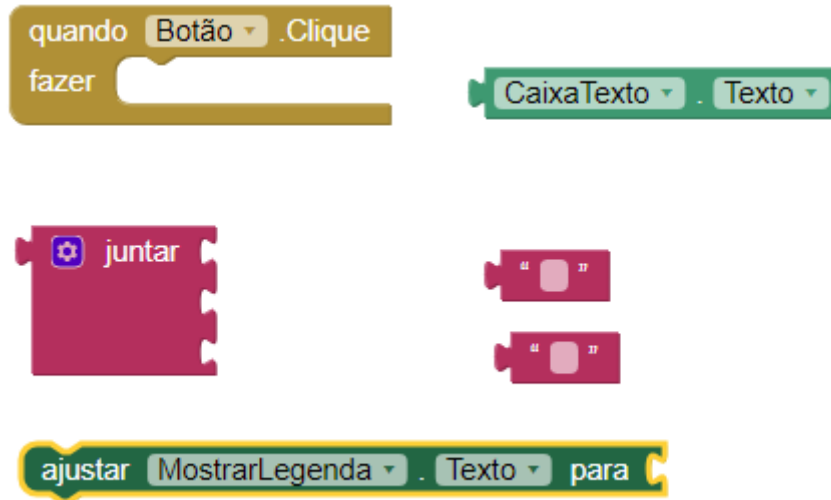 quando Botão .Clique
fazer
CaixaTexto . Texto
juntar
“ ”
“ ”
ajustar MostrarLegenda . Texto para